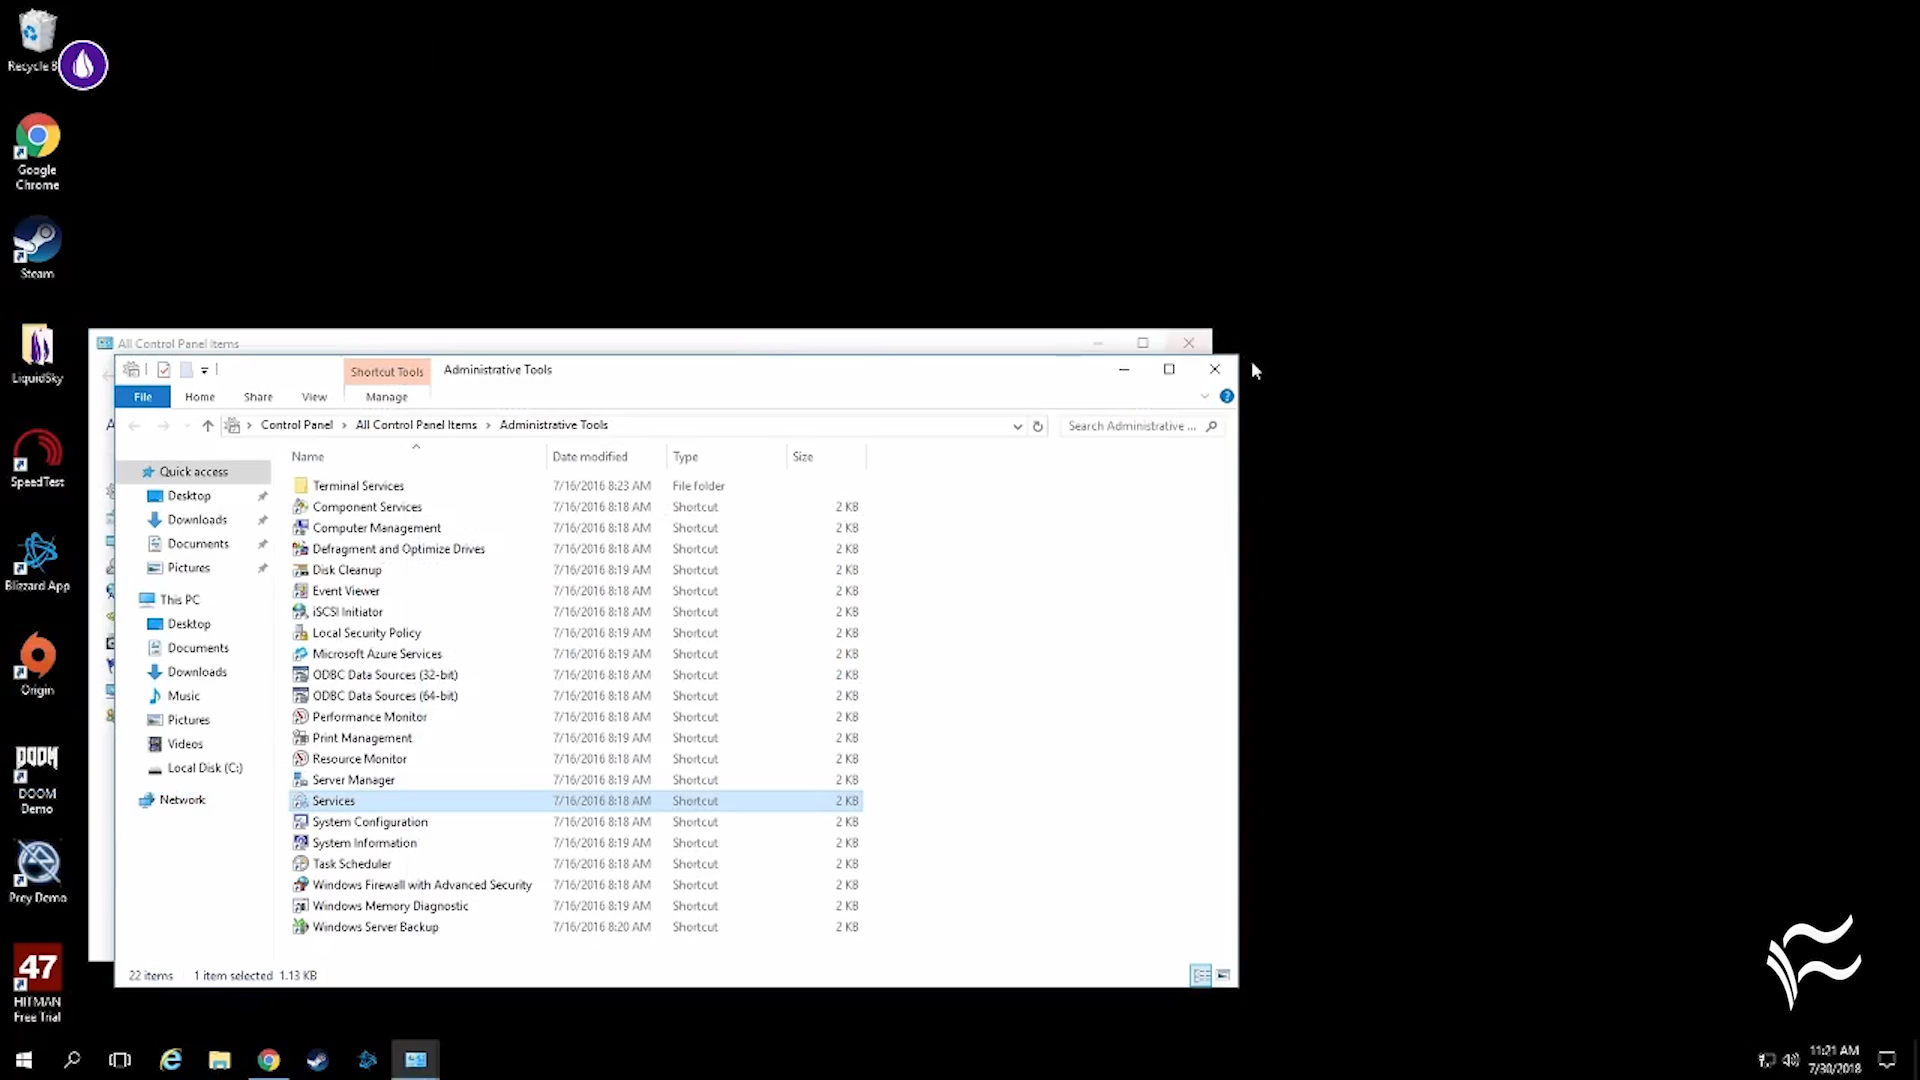 Recycle B
Google
Chrome
Steam
LiquidSky
SpeedTest
Blizzard App
Origin
DOOM
DOOM
Demo
Prey Demo
47
HITMAN
Free Trial
All Control Panel Items
Shortcut Tools Administrative Tools
File Home Share View Manage
Control Panel All Control Panel Items Administrative Tools Search Administrative ...
Name Date modified Type Size
Quick access
Desktop
Downloads
Documents
Pictures
This PC
Desktop
Documents
Downloads
Music
Pictures
Videos
Local Disk (C:)
Network
Terminal Services 7/16/2016 8:23 AM File folder
Component Services 7/16/2016 8:18 AM Shortcut 2 KB
Computer Management 7/16/2016 8:18 AM Shortcut 2 KB
Defragment and Optimize Drives 7/16/2016 8:18 AM Shortcut 2 KB
Disk Cleanup 7/16/2016 8:19 AM Shortcut 2 KB
Event Viewer 7/16/2016 8:18 AM Shortcut 2 KB
iSCSI Initiator 7/16/2016 8:18 AM Shortcut 2 KB
Local Security Policy 7/16/2016 8:19 AM Shortcut 2 KB
Microsoft Azure Services 7/16/2016 8:19 AM Shortcut 2 KB
ODBC Data Sources (32-bit) 7/16/2016 8:18 AM Shortcut 2 KB
ODBC Data Sources (64-bit) 7/16/2016 8:18 AM Shortcut 2 KB
Performance Monitor 7/16/2016 8:18 AM Shortcut 2 KB
Print Management 7/16/2016 8:18 AM Shortcut 2 KB
Resource Monitor 7/16/2016 8:18 AM Shortcut 2 KB
Server Manager 7/16/2016 8:19 AM Shortcut 2 KB
Services 7/16/2016 8:18 AM Shortcut 2 KB
System Configuration 7/16/2016 8:18 AM Shortcut 2 KB
System Information 7/16/2016 8:19 AM Shortcut 2 KB
Task Scheduler 7/16/2016 8:18 AM Shortcut 2 KB
Windows Firewall with Advanced Security 7/16/2016 8:18 AM Shortcut 2 KB
Windows Memory Diagnostic 7/16/2016 8:19 AM Shortcut 2 KB
Windows Server Backup 7/16/2016 8:20 AM Shortcut 2 KB
22 items 1 item selected 1.13 KB
11:21 AM
7/30/2018